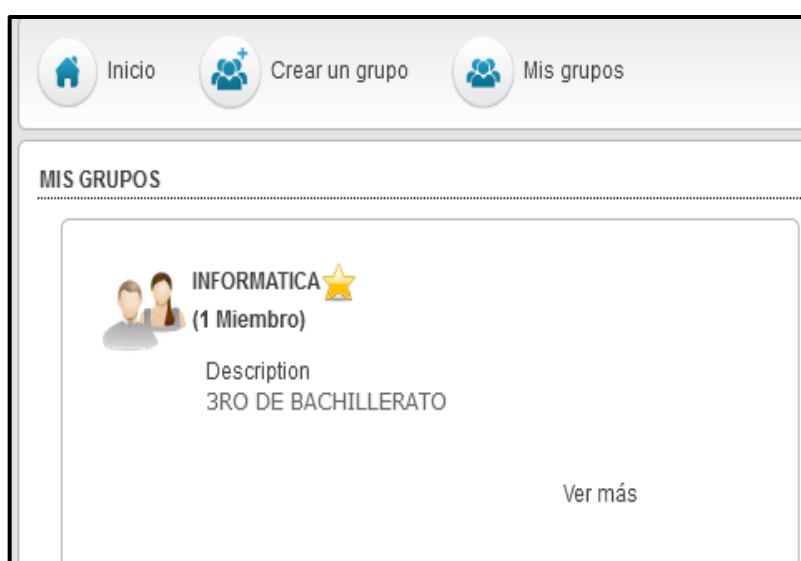 Inicio Crear un grupo Mis grupos
MIS GRUPOS
INFORMATICA
(1 Miembro)
Description
3RO DE BACHILLERATO
Ver más